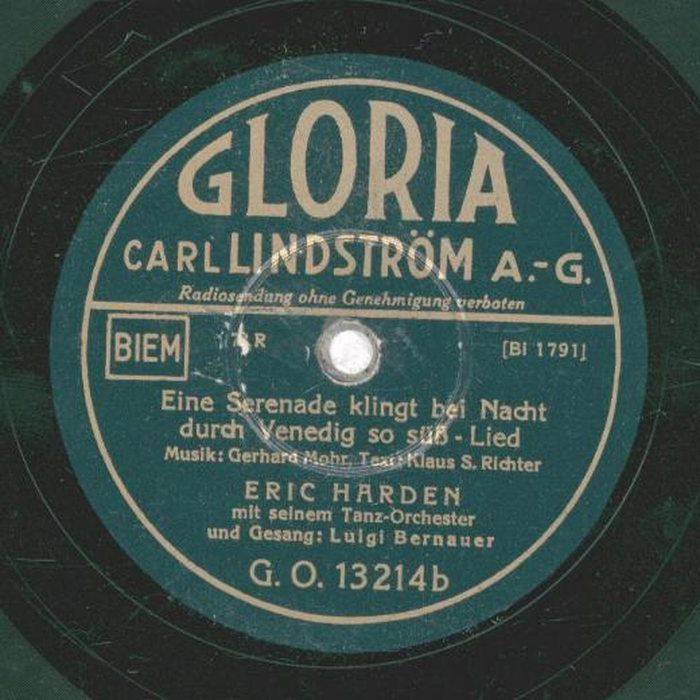 GLORIA
CARL LINDSTRÖM A.-G.
Radiosendung ohne Genehmigung verboten
BIEM R [Bi 1791]
Eine Serenade klingt bei Nacht
durch Venedig so süß - Lied
Musik: Gerhard Mohr, Text: Klaus S. Richter
ERIC HARDEN
mit seinem Tanz-Orchester
und Gesang: Luigi Bernauer
G. O. 13214b